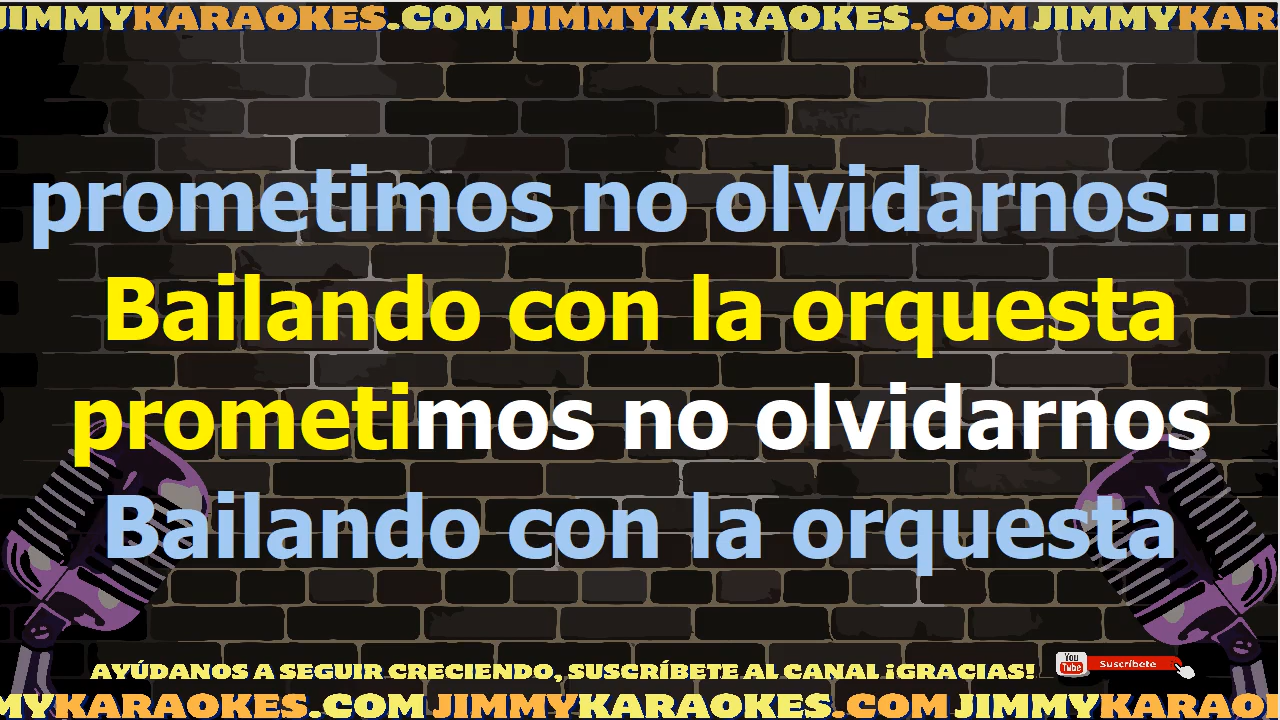 JIMMYKARAOKES.COM JIMMYKARAOKES.COM JIMMYKAR
prometimos no olvidarnos...
Bailando con la orquesta
prometimos no olvidarnos
Bailando con la orquesta
AYÚDANOS A SEGUIR CRECIENDO, SUSCRÍBETE AL CANAL ¡GRACIAS!
You Tube Suscríbete
MYKARAOKES.COM JIMMYKARAOKES.COM JIMMYKARAO